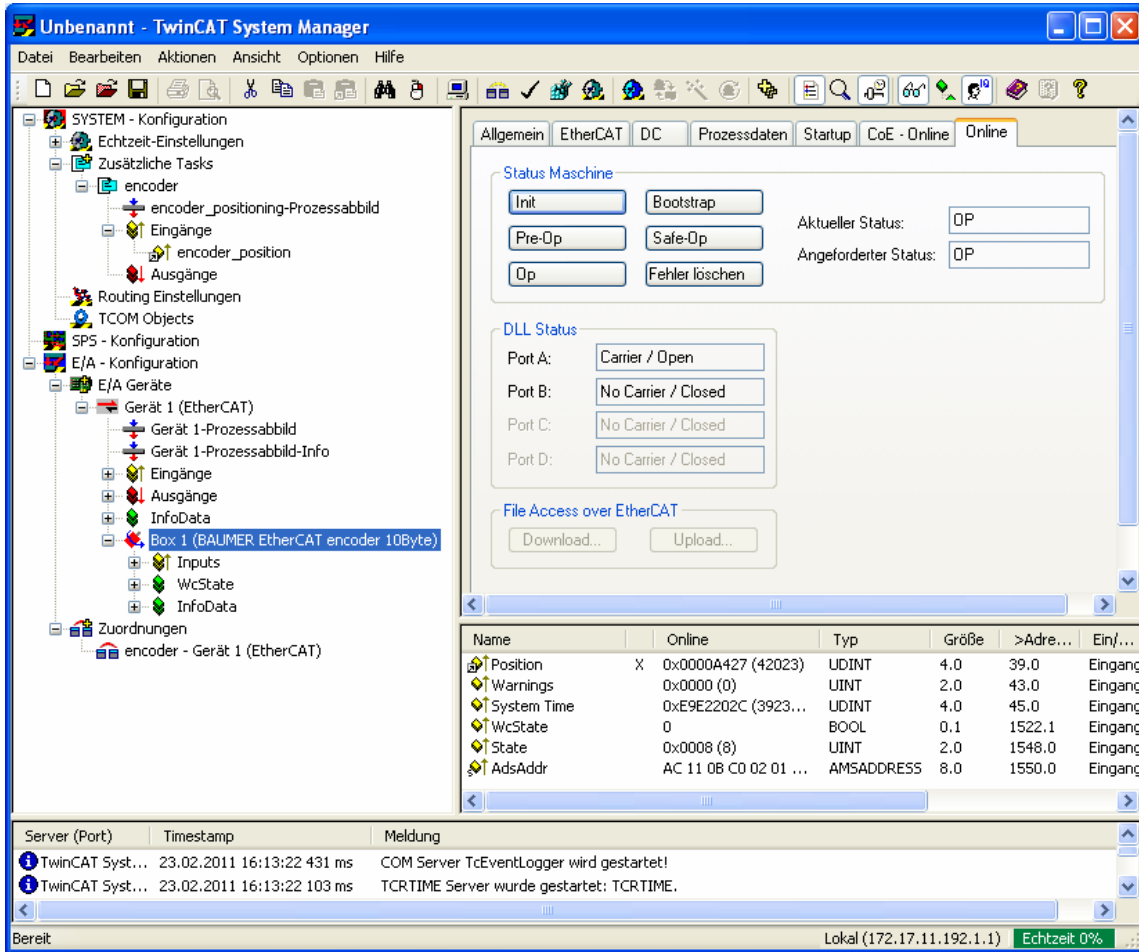 Unbenannt - TwinCAT System Manager
Datei Bearbeiten Aktionen Ansicht Optionen Hilfe
SYSTEM - Konfiguration
Echtzeit-Einstellungen
Zusätzliche Tasks
encoder
encoder_positioning-Prozessabbild
Eingänge
encoder_position
Ausgänge
Routing Einstellungen
TCOM Objects
SPS - Konfiguration
E/A - Konfiguration
E/A Geräte
Gerät 1 (EtherCAT)
Gerät 1-Prozessabbild
Gerät 1-Prozessabbild-Info
Eingänge
Ausgänge
InfoData
Box 1 (BAUMER EtherCAT encoder 10Byte)
Inputs
WcState
InfoData
Zuordnungen
encoder - Gerät 1 (EtherCAT)
Allgemein EtherCAT DC Prozessdaten Startup CoE - Online Online
Status Maschine
Init Bootstrap
Pre-Op Safe-Op
Op Fehler löschen
Aktueller Status: OP
Angeforderter Status: OP
DLL Status
Port A: Carrier / Open
Port B: No Carrier / Closed
Port C: No Carrier / Closed
Port D: No Carrier / Closed
File Access over EtherCAT
Download... Upload...
Name Online Typ Größe >Adre... Ein/...
Position X 0x0000A427 (42023) UDINT 4.0 39.0 Eingang
Warnings 0x0000 (0) UINT 2.0 43.0 Eingang
System Time 0xE9E2202C (3923... UDINT 4.0 45.0 Eingang
WcState 0 BOOL 0.1 1522.1 Eingang
State 0x0008 (8) UINT 2.0 1548.0 Eingang
AdsAddr AC 11 0B C0 02 01 ... AMSADDRESS 8.0 1550.0 Eingang
Server (Port) Timestamp Meldung
TwinCAT Syst... 23.02.2011 16:13:22 431 ms COM Server TcEventLogger wird gestartet!
TwinCAT Syst... 23.02.2011 16:13:22 103 ms TCRTIME Server wurde gestartet: TCRTIME.
Bereit Lokal (172.17.11.192.1.1) Echtzeit 0%